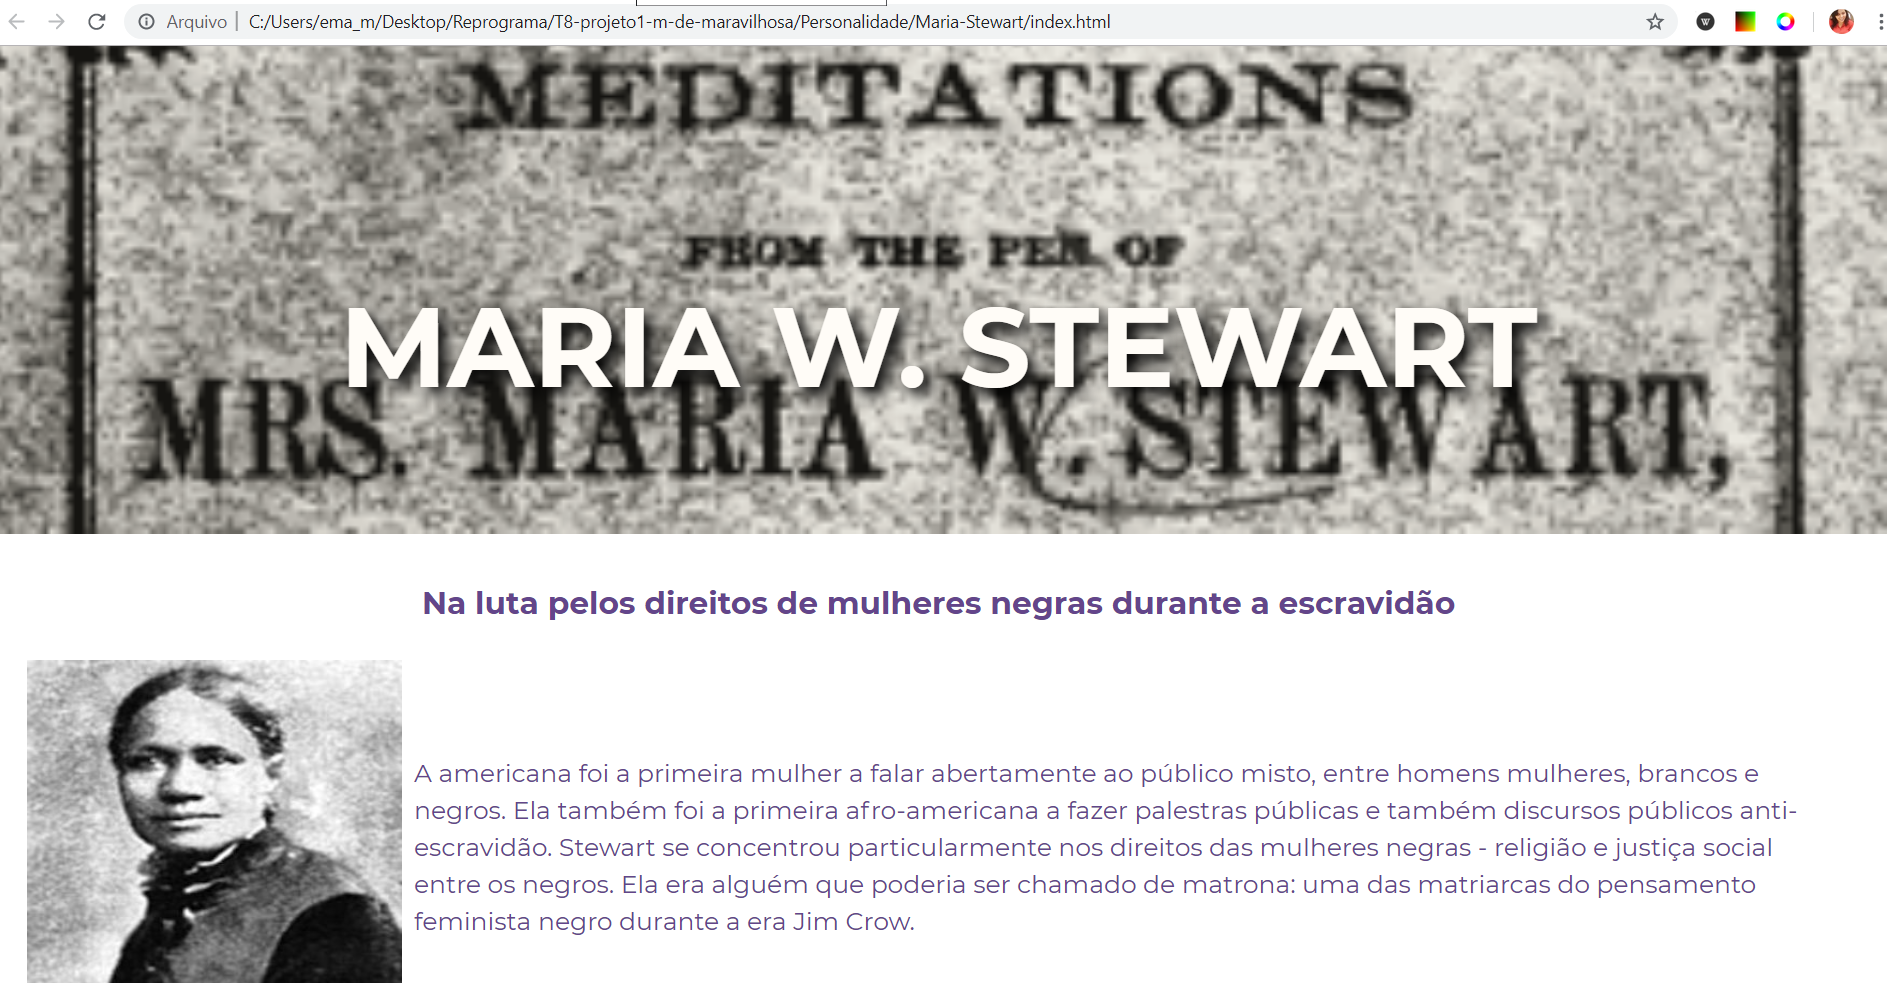 Arquivo | C:/Users/ema_m/Desktop/Reprograma/T8-projeto1-m-de-maravilhosa/Personalidade/Maria-Stewart/index.html
W
MEDITATIONS
FROM THE PEN OF
MARIA W. STEWART
MRS. MARIA W. STEWART,
Na luta pelos direitos de mulheres negras durante a escravidão
A americana foi a primeira mulher a falar abertamente ao público misto, entre homens mulheres, brancos e
negros. Ela também foi a primeira afro-americana a fazer palestras públicas e também discursos públicos anti-
escravidão. Stewart se concentrou particularmente nos direitos das mulheres negras - religião e justiça social
entre os negros. Ela era alguém que poderia ser chamado de matrona: uma das matriarcas do pensamento
feminista negro durante a era Jim Crow.